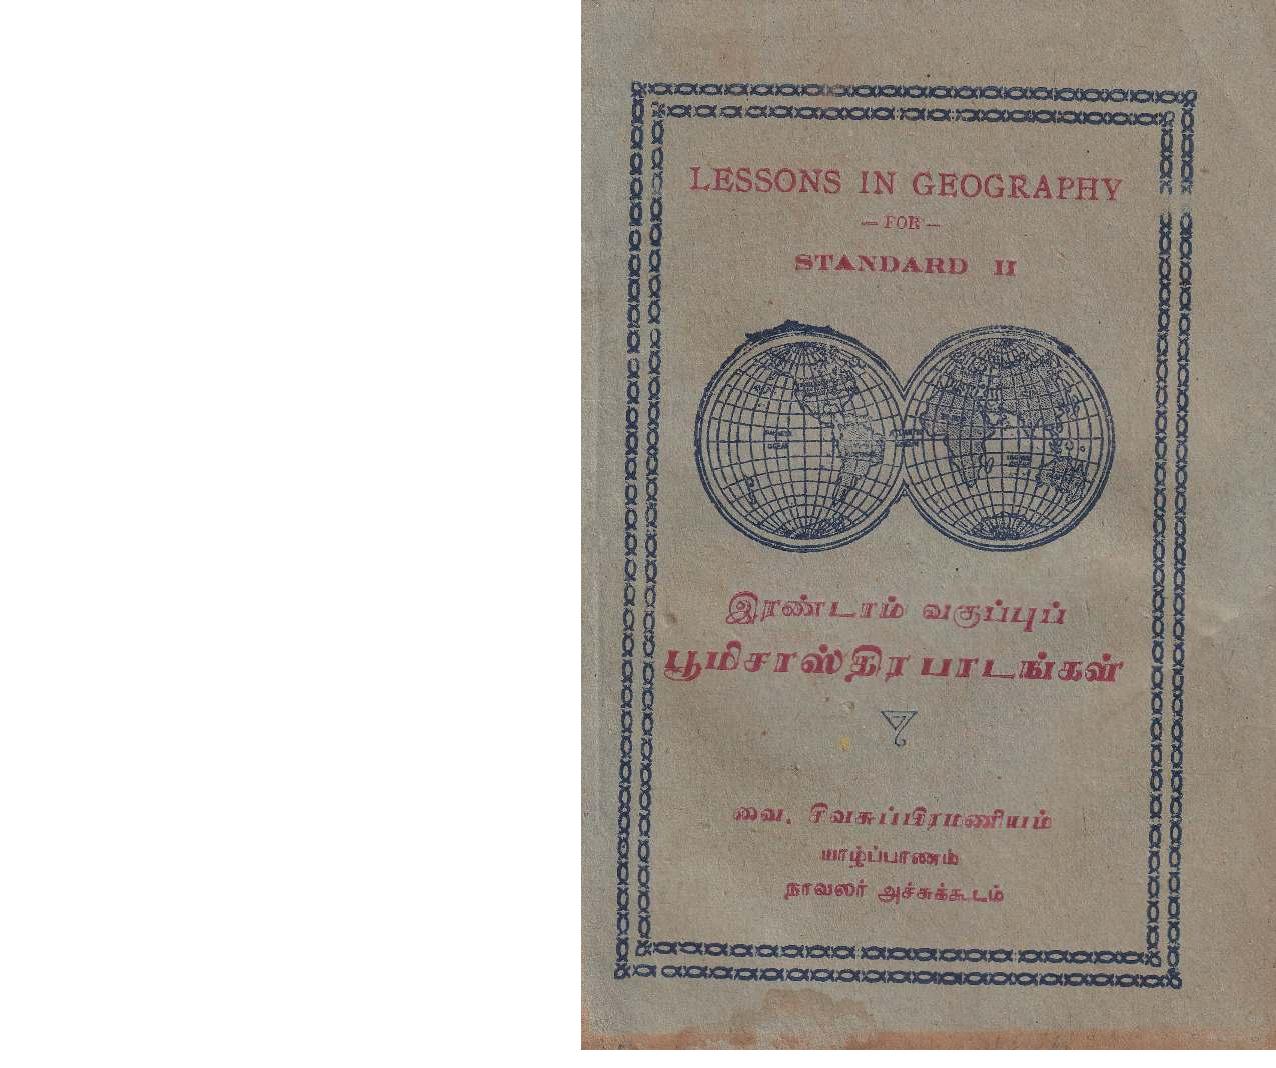 LESSONS IN GEOGRAPHY
— FOR —
STANDARD II
இரண்டாம் வகுப்புப்
பூமிசாஸ்திர பாடங்கள்
வை. சிவசுப்பிரமணியம்
யாழ்ப்பாணம்
நாவலர் அச்சுக்கூடம்